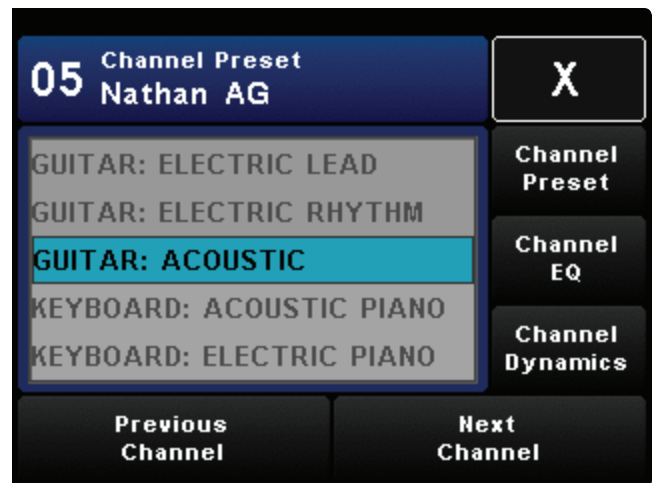 05 Channel Preset
Nathan AG
X
GUITAR: ELECTRIC LEAD
GUITAR: ELECTRIC RHYTHM
GUITAR: ACOUSTIC
KEYBOARD: ACOUSTIC PIANO
KEYBOARD: ELECTRIC PIANO
Channel
Preset
Channel
EQ
Channel
Dynamics
Previous
Channel
Next
Channel